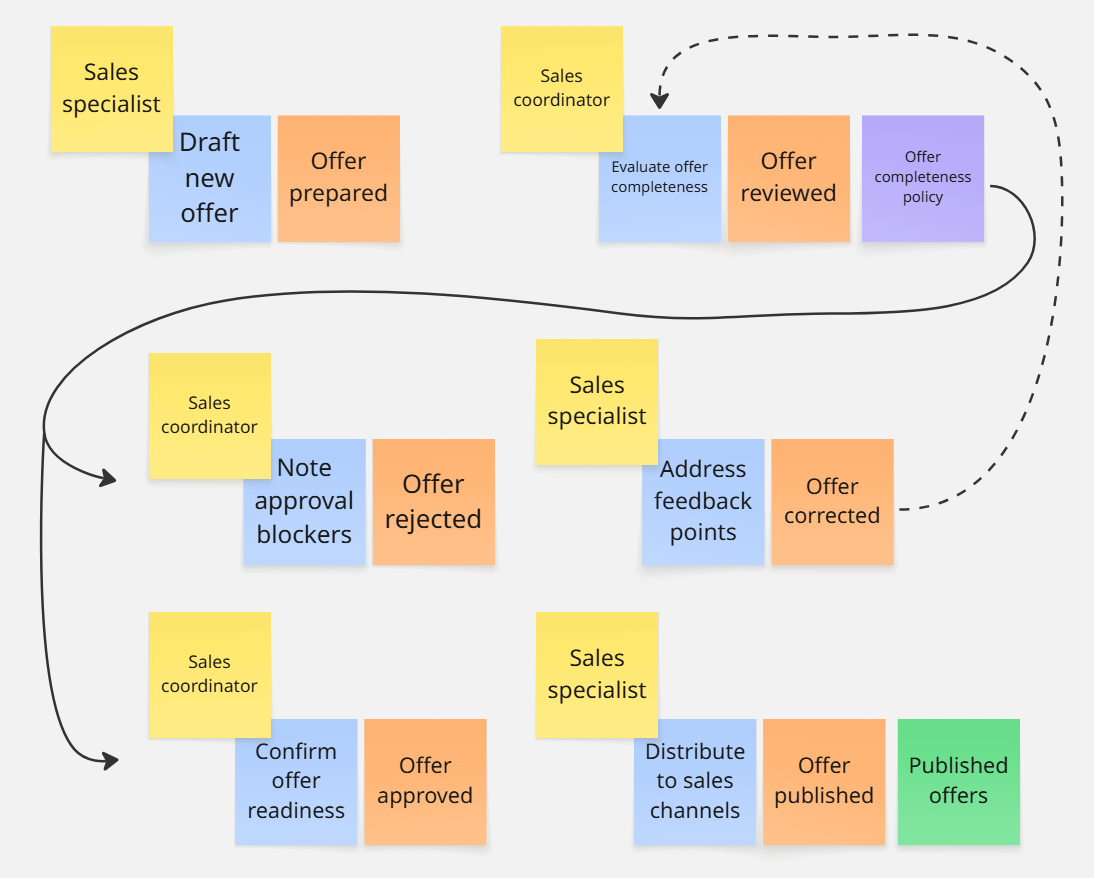 Sales
specialist
Draft
new
offer
Offer
prepared
Sales
coordinator
Evaluate offer
completeness
Offer
reviewed
Offer
completeness
policy
Sales
coordinator
Note
approval
blockers
Offer
rejected
Sales
specialist
Address
feedback
points
Offer
corrected
Sales
coordinator
Confirm
offer
readiness
Offer
approved
Sales
specialist
Distribute
to sales
channels
Offer
published
Published
offers